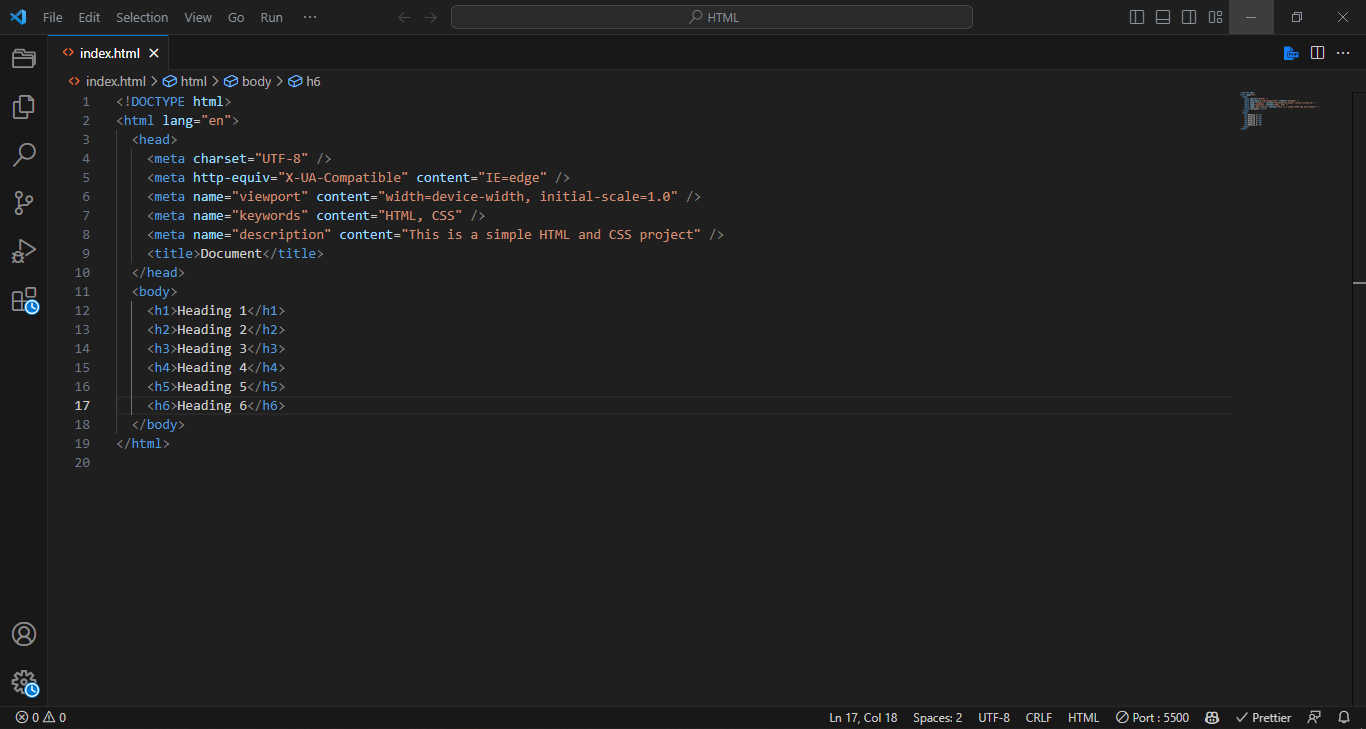 File Edit Selection View Go Run ···
HTML
index.html
index.html > html > body > h6
1 <!DOCTYPE html>
2 <html lang="en">
3 <head>
4 <meta charset="UTF-8" />
5 <meta http-equiv="X-UA-Compatible" content="IE=edge" />
6 <meta name="viewport" content="width=device-width, initial-scale=1.0" />
7 <meta name="keywords" content="HTML, CSS" />
8 <meta name="description" content="This is a simple HTML and CSS project" />
9 <title>Document</title>
10 </head>
11 <body>
12 <h1>Heading 1</h1>
13 <h2>Heading 2</h2>
14 <h3>Heading 3</h3>
15 <h4>Heading 4</h4>
16 <h5>Heading 5</h5>
17 <h6>Heading 6</h6>
18 </body>
19 </html>
20
0 0 Ln 17, Col 18 Spaces: 2 UTF-8 CRLF HTML Port : 5500 Prettier